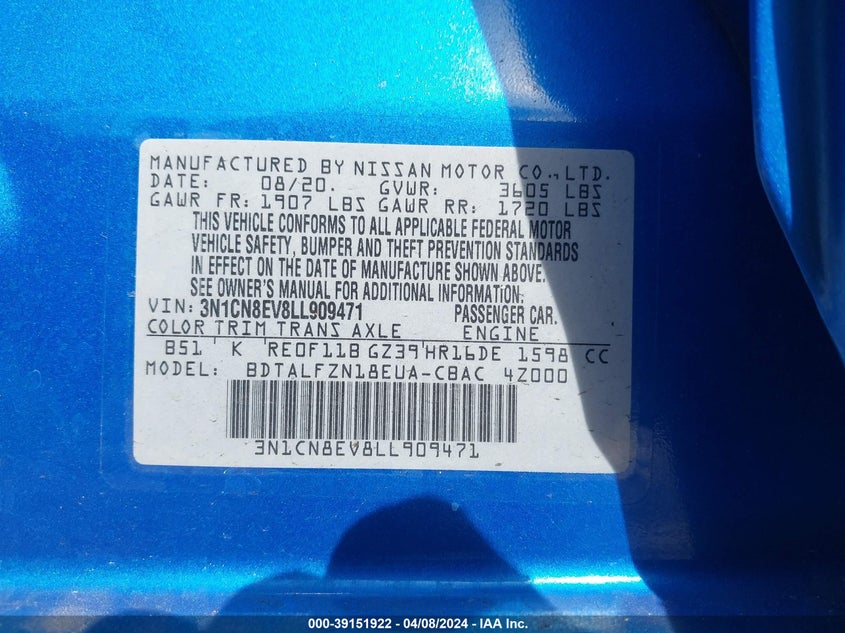 MANUFACTURED BY NISSAN MOTOR CO., LTD.
DATE: 08/20. GVWR: 3605 LBS
GAWR FR: 1907 LBS GAWR RR: 1720 LBS
THIS VEHICLE CONFORMS TO ALL APPLICABLE FEDERAL MOTOR
VEHICLE SAFETY, BUMPER AND THEFT PREVENTION STANDARDS
IN EFFECT ON THE DATE OF MANUFACTURE SHOWN ABOVE.
SEE OWNER'S MANUAL FOR ADDITIONAL INFORMATION.
VIN: 3N1CN8EV8LL909471 PASSENGER CAR.
COLOR TRIM TRANS AXLE ENGINE
B51 K RE0F11B GZ39 HR16DE 1598 CC
MODEL: BDTALFZN18EUA-CBAC 4Z000
3N1CN8EV8LL909471
000-39151922 - 04/08/2024 - IAA Inc.